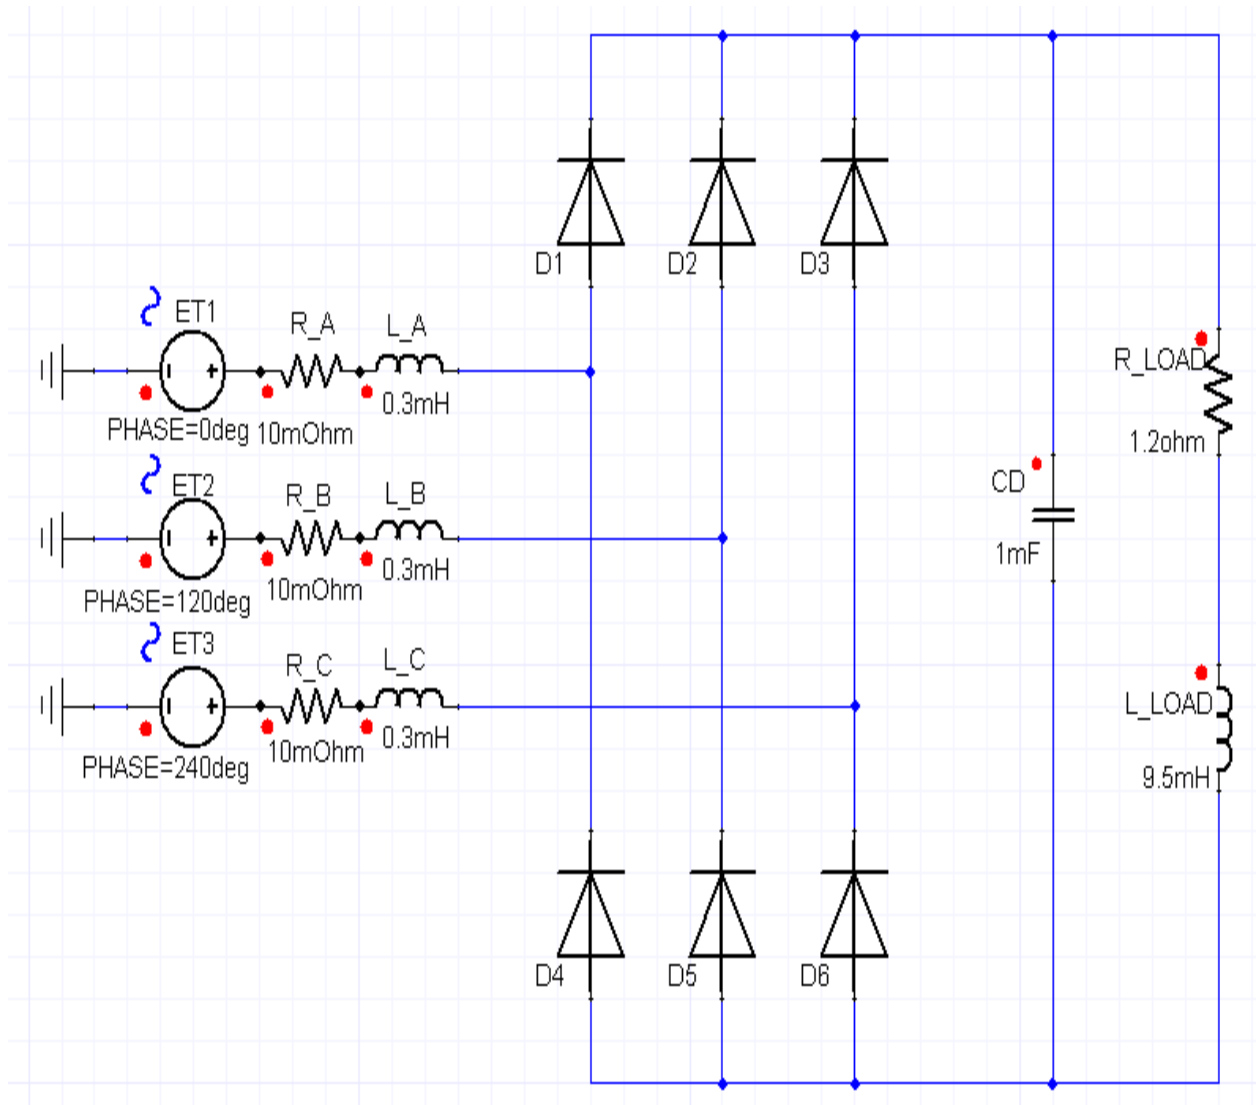 D1
D2
D3
ET1
R_A
L_A
0.3mH
PHASE=0deg
10mOhm
R_LOAD
1.2ohm
ET2
R_B
L_B
0.3mH
PHASE=120deg
10mOhm
CD
1mF
ET3
R_C
L_C
0.3mH
PHASE=240deg
10mOhm
L_LOAD
9.5mH
D4
D5
D6